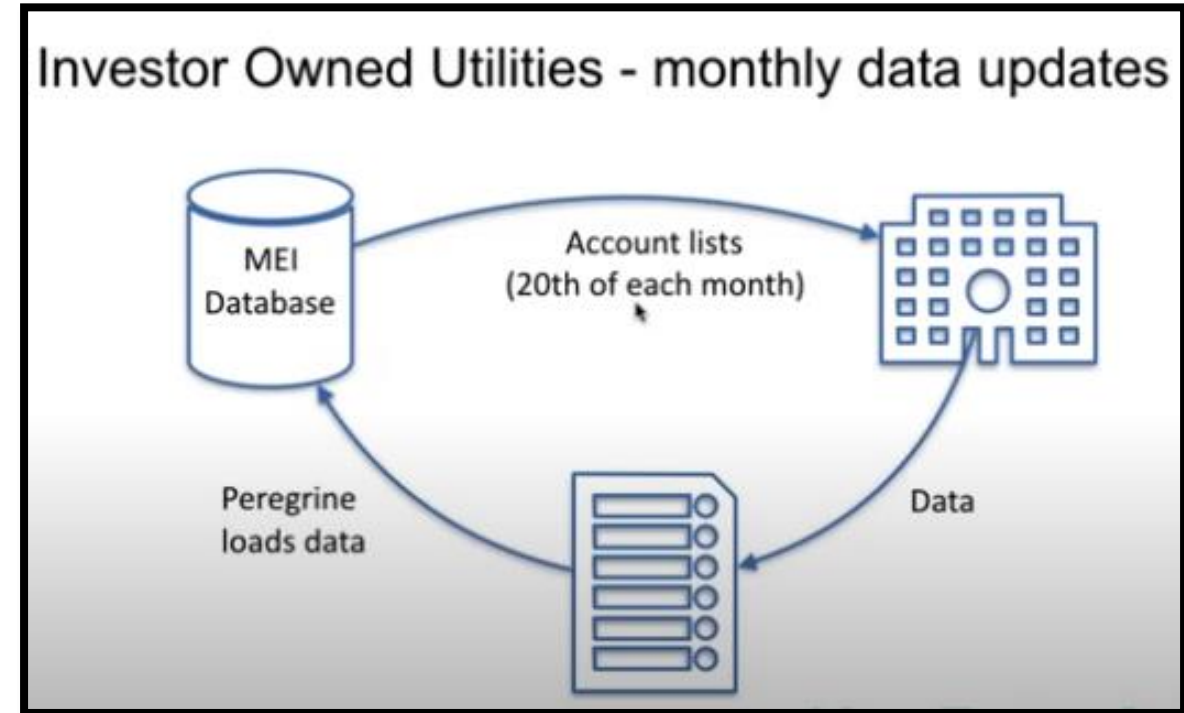 Investor Owned Utilities - monthly data updates
MEI
Database
Account lists
(20th of each month)
Peregrine
loads data
Data